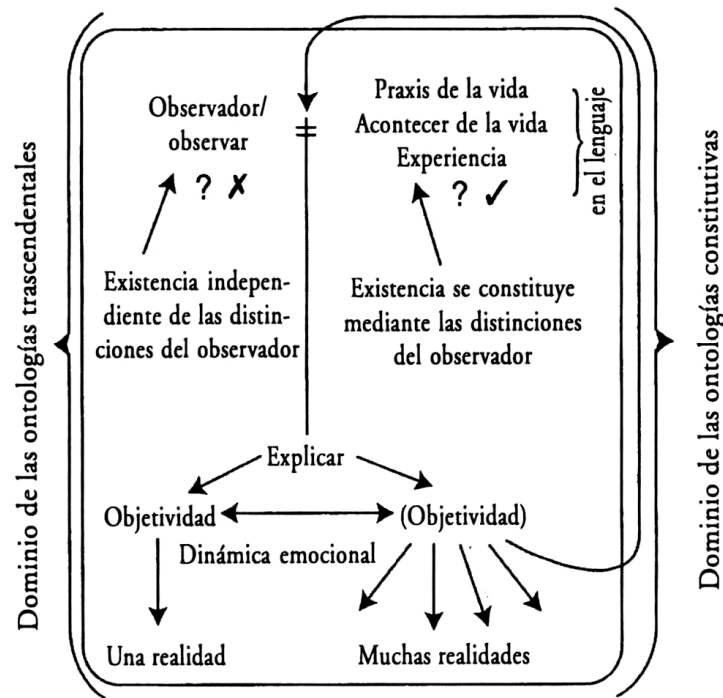 Dominio de las ontologías trascendentales
Observador/
observar
? ✗
Existencia indepen-
diente de las distin-
ciones del observador
Praxis de la vida
Acontecer de la vida
Experiencia
? ✓
en el lenguaje
Existencia se constituye
mediante las distinciones
del observador
Explicar
Objetividad
(Objetividad)
Dinámica emocional
Una realidad
Muchas realidades
Dominio de las ontologías constitutivas